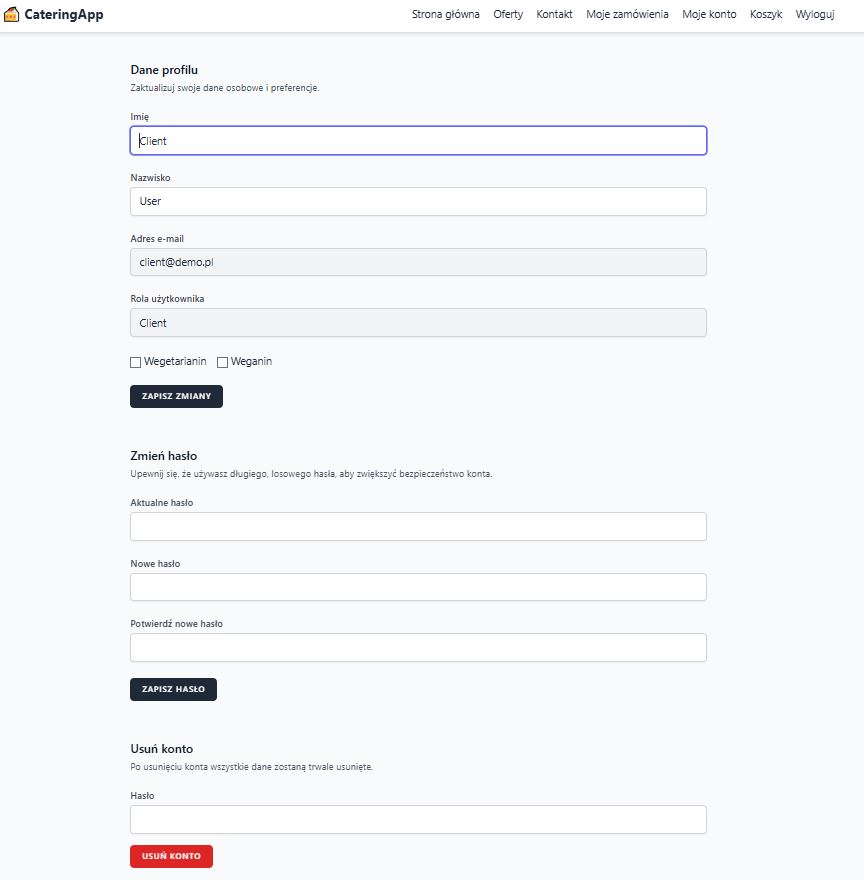 CateringApp
Strona główna Oferty Kontakt Moje zamówienia Moje konto Koszyk Wyloguj
Dane profilu
Zaktualizuj swoje dane osobowe i preferencje.
Imię
Client
Nazwisko
User
Adres e-mail
client@demo.pl
Rola użytkownika
Client
Wegetarianin Weganin
ZAPISZ ZMIANY
Zmień hasło
Upewnij się, że używasz długiego, losowego hasła, aby zwiększyć bezpieczeństwo konta.
Aktualne hasło
Nowe hasło
Potwierdź nowe hasło
ZAPISZ HASŁO
Usuń konto
Po usunięciu konta wszystkie dane zostaną trwale usunięte.
Hasło
USUŃ KONTO